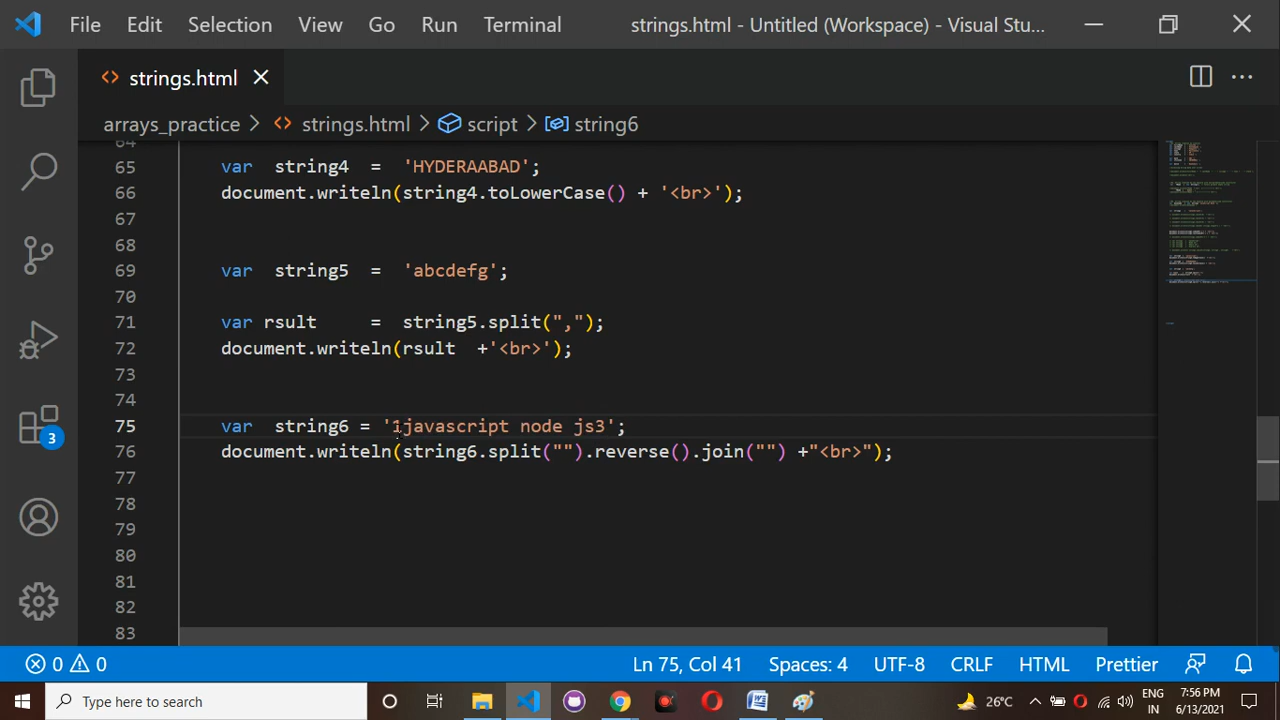 File Edit Selection View Go Run Terminal strings.html - Untitled (Workspace) - Visual Stu...
strings.html
arrays_practice > strings.html > script > string6
65 var string4 = 'HYDERAABAD';
66 document.writeln(string4.toLowerCase() + '<br>');
67
68
69 var string5 = 'abcdefg';
70
71 var rsult = string5.split(",");
72 document.writeln(rsult +'<br>');
73
74
75 var string6 = '1javascript node js3';
76 document.writeln(string6.split("").reverse().join("") +"<br>");
77
78
79
80
81
82
83
3
0 0 Ln 75, Col 41 Spaces: 4 UTF-8 CRLF HTML Prettier
Type here to search 26°C ENG 7:56 PM
IN 6/13/2021